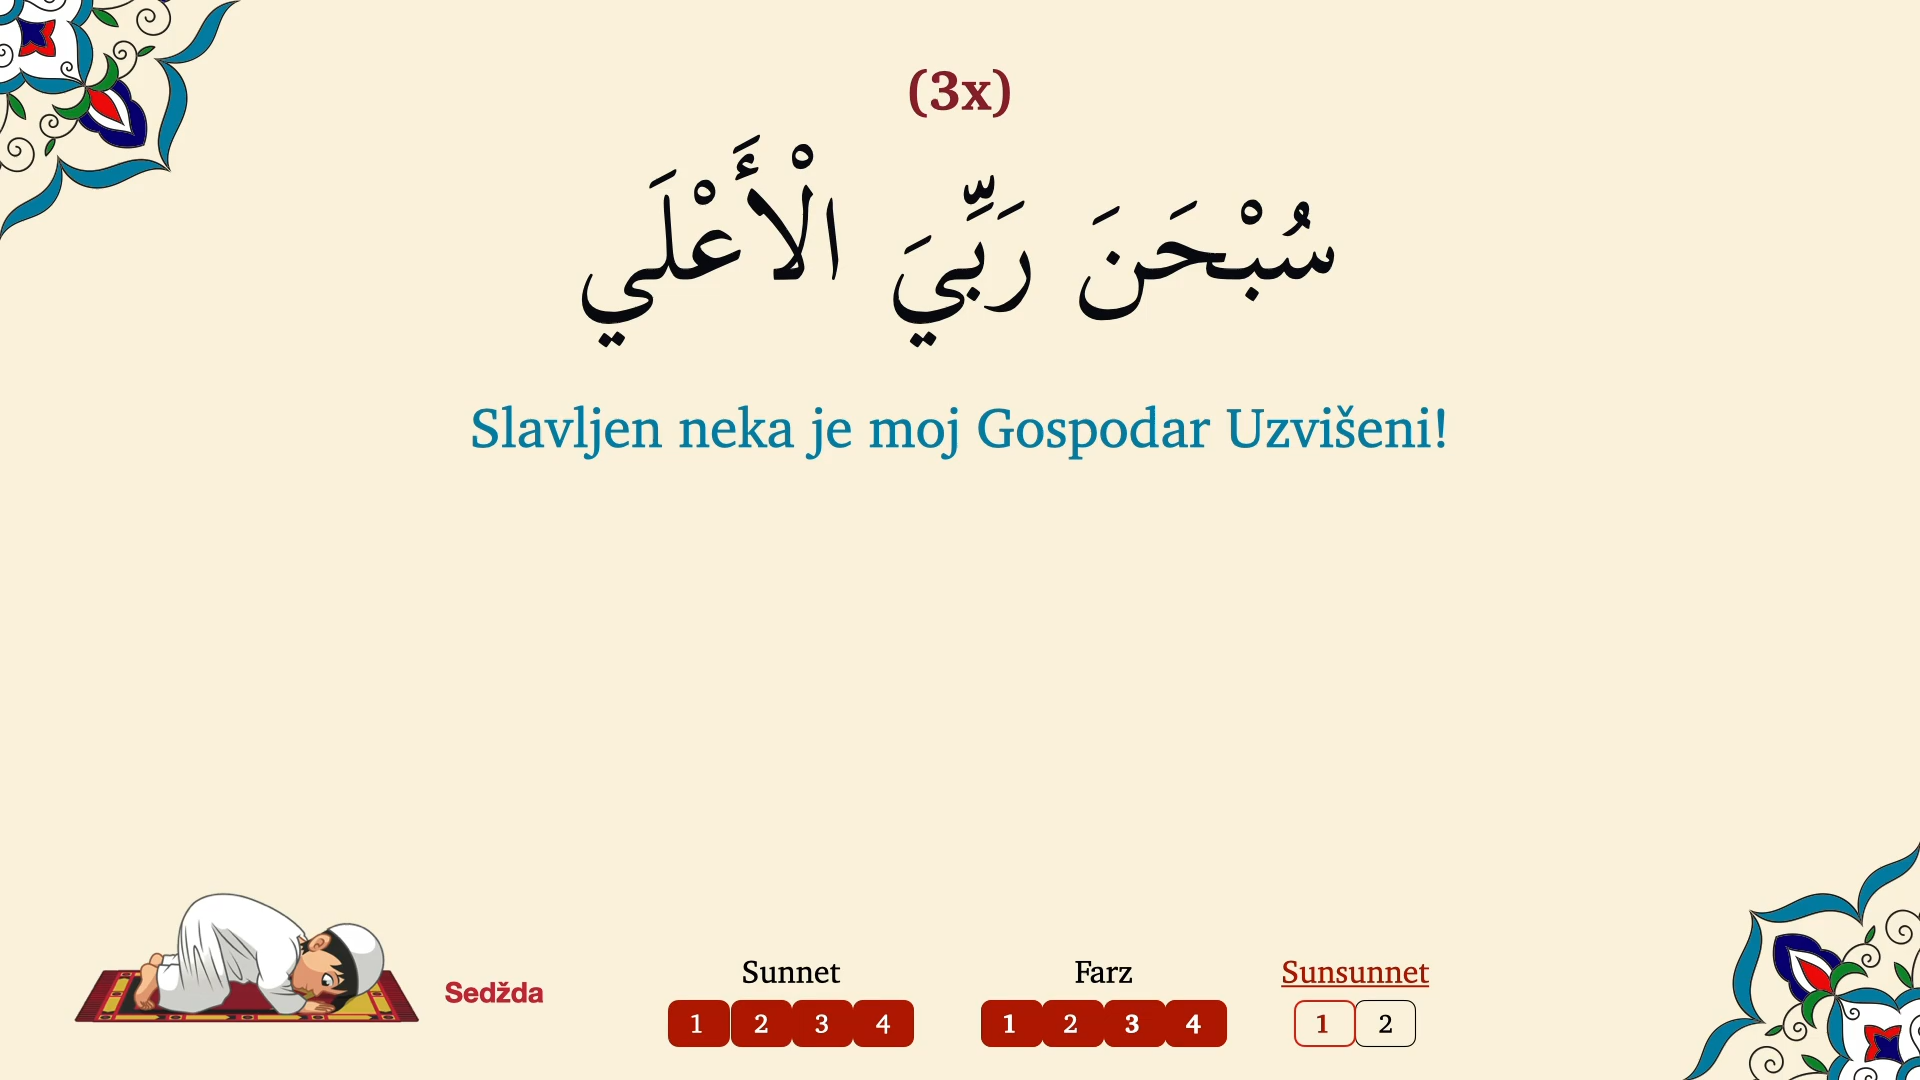 (3x)
سُبْحَنَ رَبِّيَ الْأَعْلَي
Slavljen neka je moj Gospodar Uzvišeni!
Sedžda
Sunnet
1 2 3 4
Farz
1 2 3 4
Sunsunnet
1 2